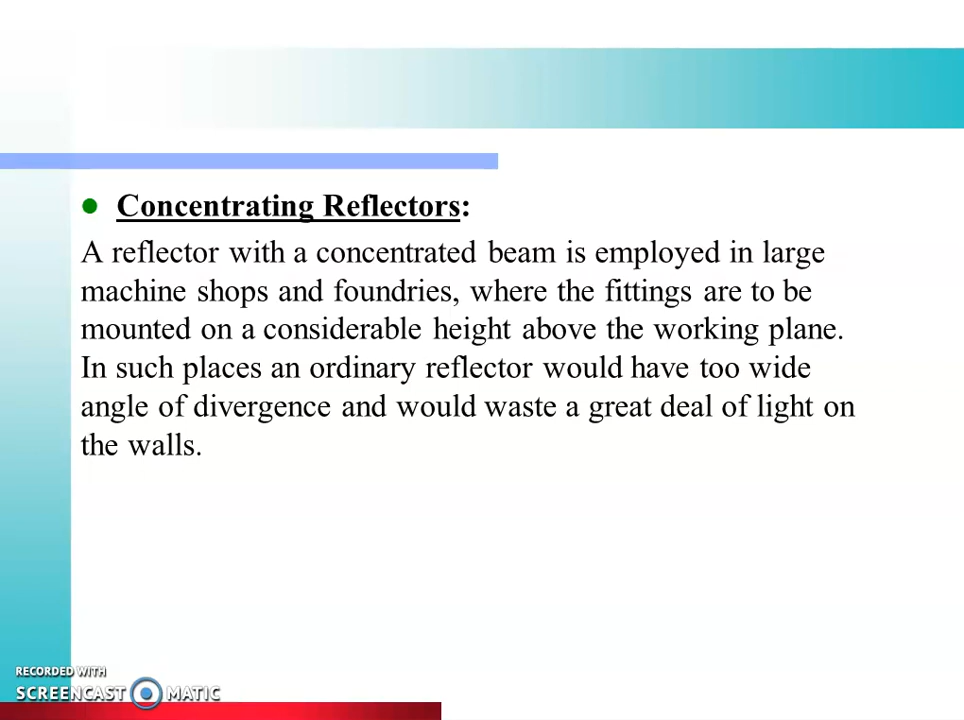 Concentrating Reflectors:
A reflector with a concentrated beam is employed in large
machine shops and foundries, where the fittings are to be
mounted on a considerable height above the working plane.
In such places an ordinary reflector would have too wide
angle of divergence and would waste a great deal of light on
the walls.
RECORDED WITH
SCREENCAST MATIC